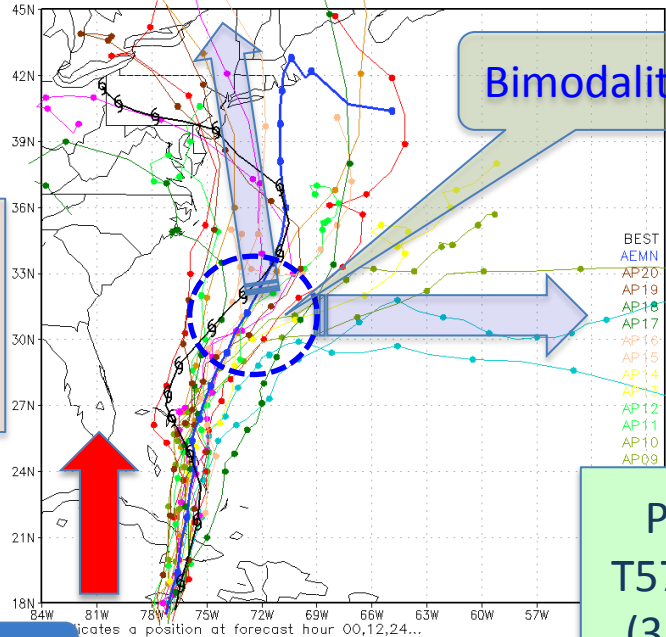 45N
42N
39N
36N
33N
30N
27N
24N
21N
18N
84W 81W 78W 75W 72W 69W 66W 63W 60W 57W
Bimodalit
BEST
AEMN
AP20
AP19
AP18
AP17
AP16
AP15
AP14
AP12
AP11
AP10
AP09
P
T57
(3
icates a position at forecast hour 00,12,24...